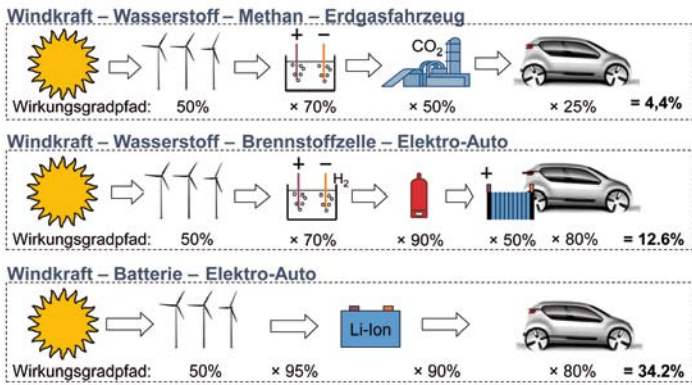 Windkraft – Wasserstoff – Methan – Erdgasfahrzeug
+ –
CO2
Wirkungsgradpfad: 50% × 70% × 50% × 25% = 4,4%
Windkraft – Wasserstoff – Brennstoffzelle – Elektro-Auto
+ – H2 +
Wirkungsgradpfad: 50% × 70% × 90% × 50% × 80% = 12.6%
Windkraft – Batterie – Elektro-Auto
Li-Ion
Wirkungsgradpfad: 50% × 95% × 90% × 80% = 34.2%